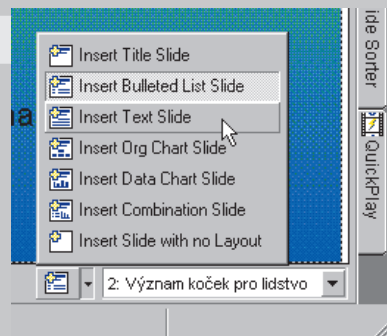 ide Sorter
Insert Title Slide
Insert Bulleted List Slide
Insert Text Slide
Insert Org Chart Slide
Insert Data Chart Slide
Insert Combination Slide
Insert Slide with no Layout
QuickPlay
2: Význam koček pro lidstvo